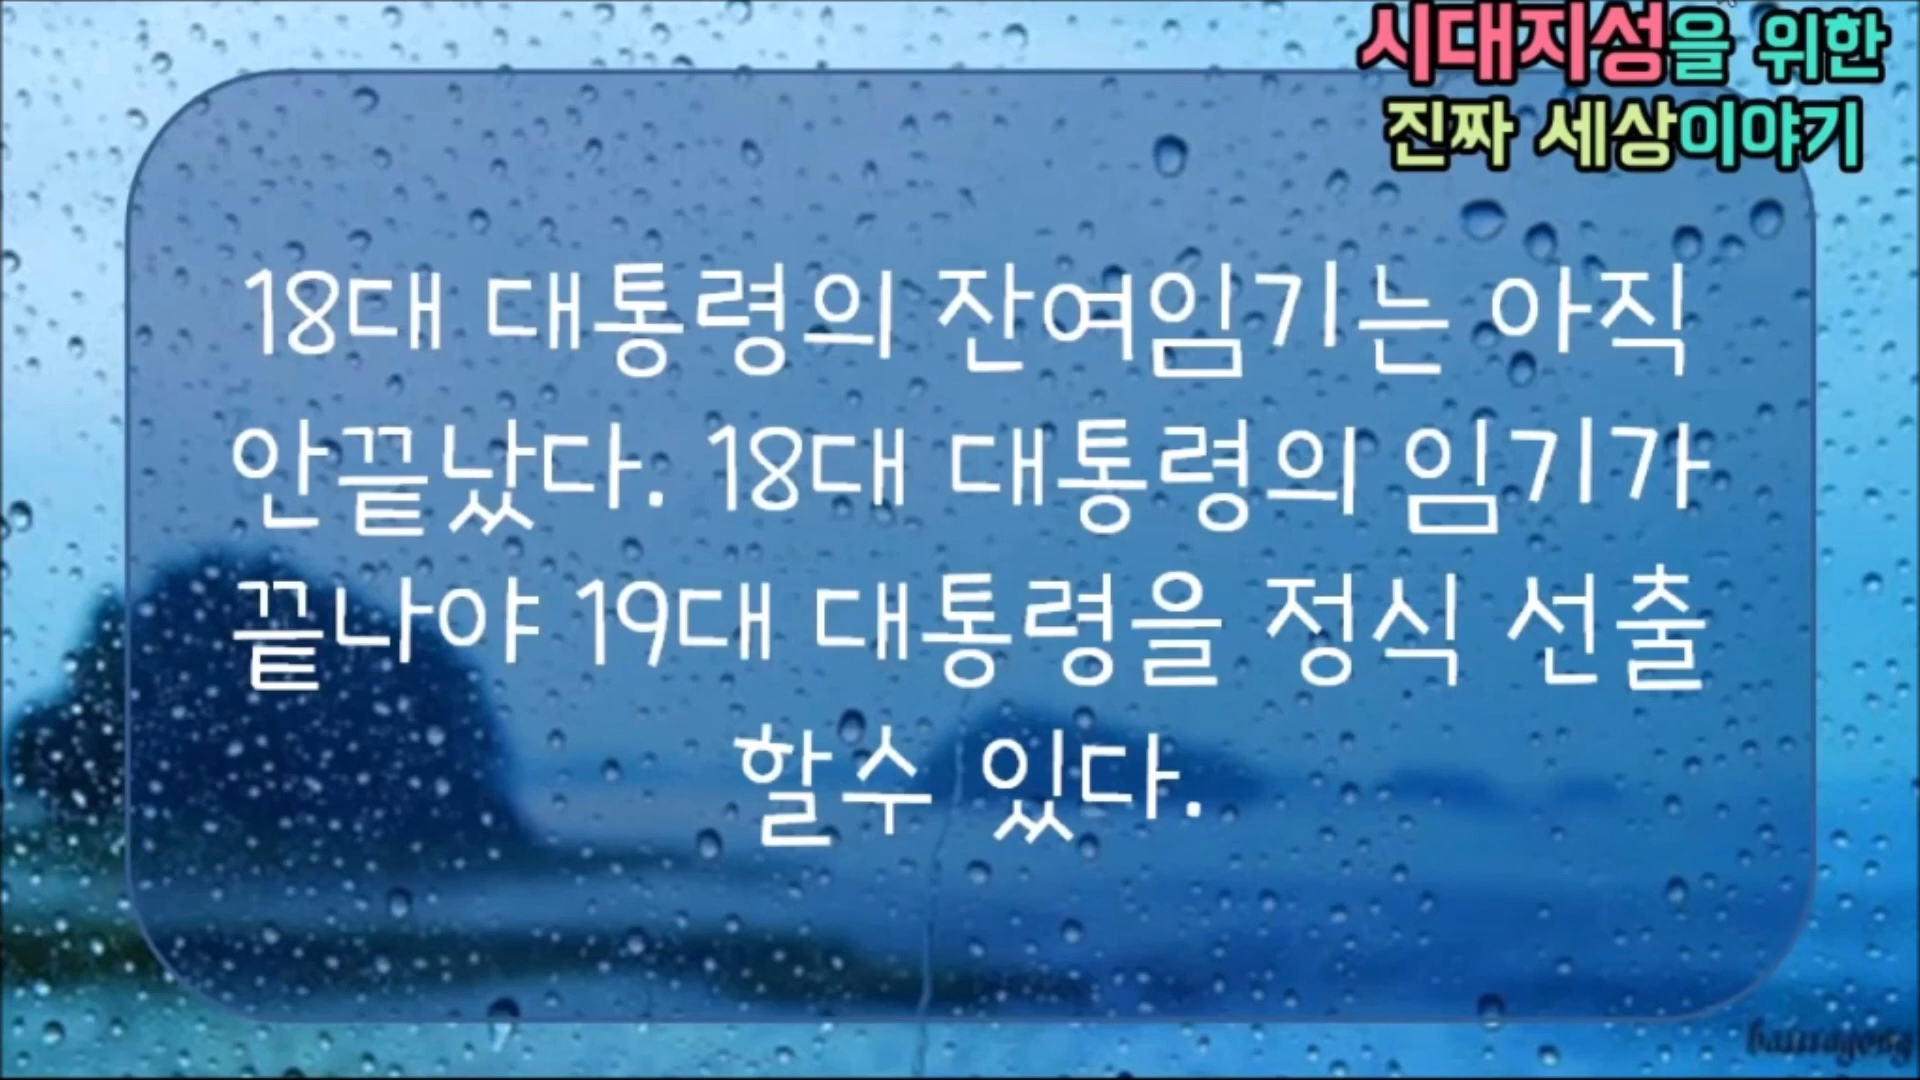 시대지성을 위한
진짜 세상이야기
18대 대통령의 잔여임기는 아직
안끝났다. 18대 대통령의 임기가
끝나야 19대 대통령을 정식 선출
할수 있다.